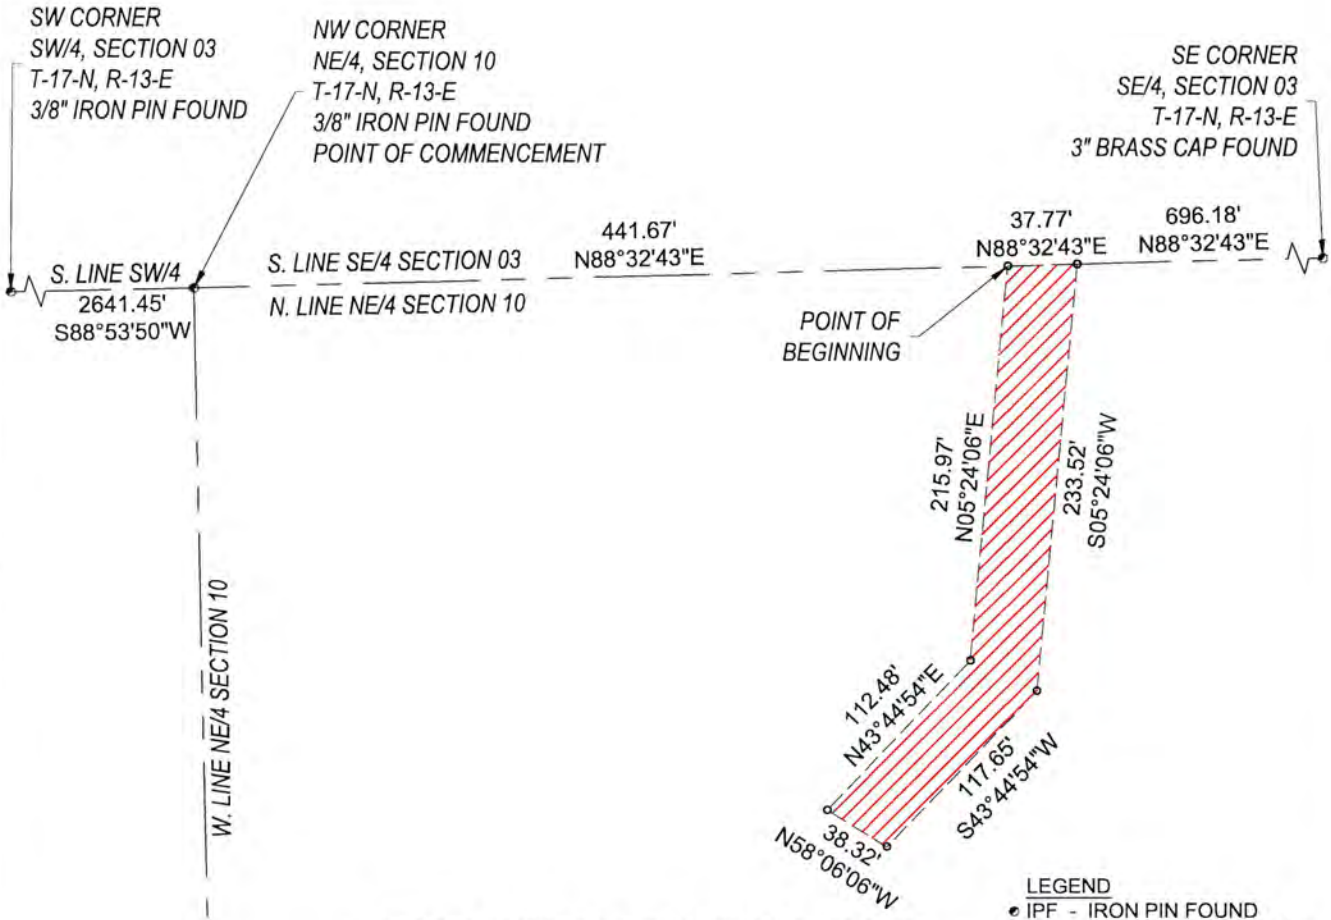 SW CORNER
SW/4, SECTION 03
T-17-N, R-13-E
3/8" IRON PIN FOUND
NW CORNER
NE/4, SECTION 10
T-17-N, R-13-E
3/8" IRON PIN FOUND
POINT OF COMMENCEMENT
SE CORNER
SE/4, SECTION 03
T-17-N, R-13-E
3" BRASS CAP FOUND
S. LINE SW/4
2641.45'
S88°53'50"W
S. LINE SE/4 SECTION 03
N. LINE NE/4 SECTION 10
441.67'
N88°32'43"E
37.77'
N88°32'43"E
696.18'
N88°32'43"E
POINT OF
BEGINNING
215.97'
N05°24'06"E
233.52'
S05°24'06"W
W. LINE NE/4 SECTION 10
112.48'
N43°44'54"E
117.65'
S43°44'54"W
38.32'
N58°06'06"W
LEGEND
IPF - IRON PIN FOUND